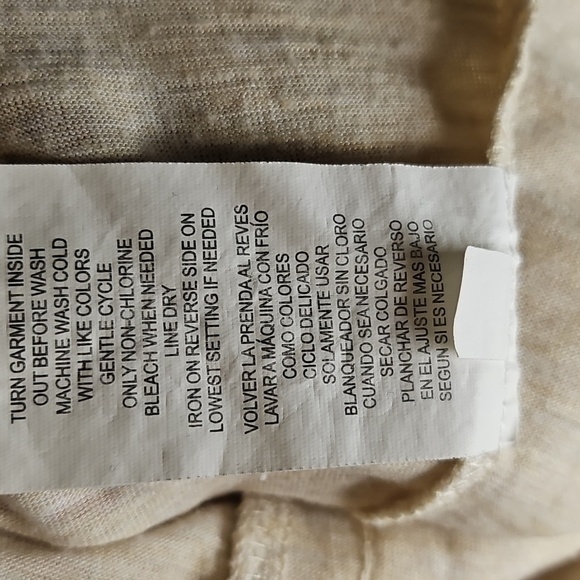 TURN GARMENT INSIDE
OUT BEFORE WASH
MACHINE WASH COLD
WITH LIKE COLORS
GENTLE CYCLE
ONLY NON-CHLORINE
BLEACH WHEN NEEDED
LINE DRY
IRON ON REVERSE SIDE ON
LOWEST SETTING IF NEEDED
VOLVER LA PRENDA AL REVES
LAVAR A MÁQUINA CON FRÍO
COMO COLORES
CICLO DELICADO
SOLAMENTE USAR
BLANQUEADOR SIN CLORO
CUANDO SEA NECESARIO
SECAR COLGADO
PLANCHAR DE REVERSO
EN EL AJUSTE MAS BAJO
SEGUN SI ES NECESARIO